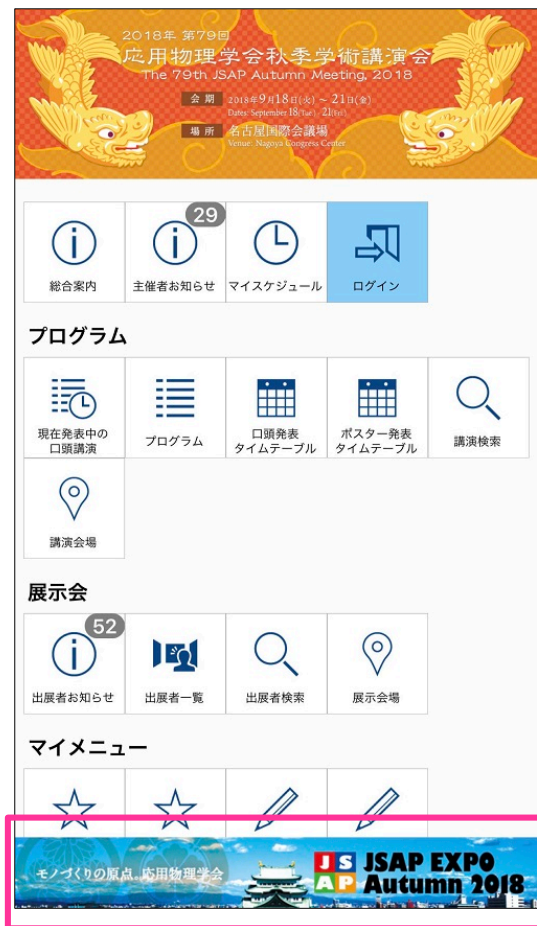 2018年 第79回
応用物理学会秋季学術講演会
The 79th JSAP Autumn Meeting, 2018
会期 2018年9月18日(火) ~ 21日(金)
Dates: September 18(Tue) - 21(Fri)
場所 名古屋国際会議場
Venue: Nagoya Congress Center
29
総合案内 主催者お知らせ マイスケジュール ログイン
プログラム
現在発表中の
口頭講演
プログラム
口頭発表
タイムテーブル
ポスター発表
タイムテーブル
講演検索
講演会場
展示会
52
出展者お知らせ 出展者一覧 出展者検索 展示会場
マイメニュー
モノづくりの原点、応用物理学会
JSAP
JSAP EXPO
Autumn 2018